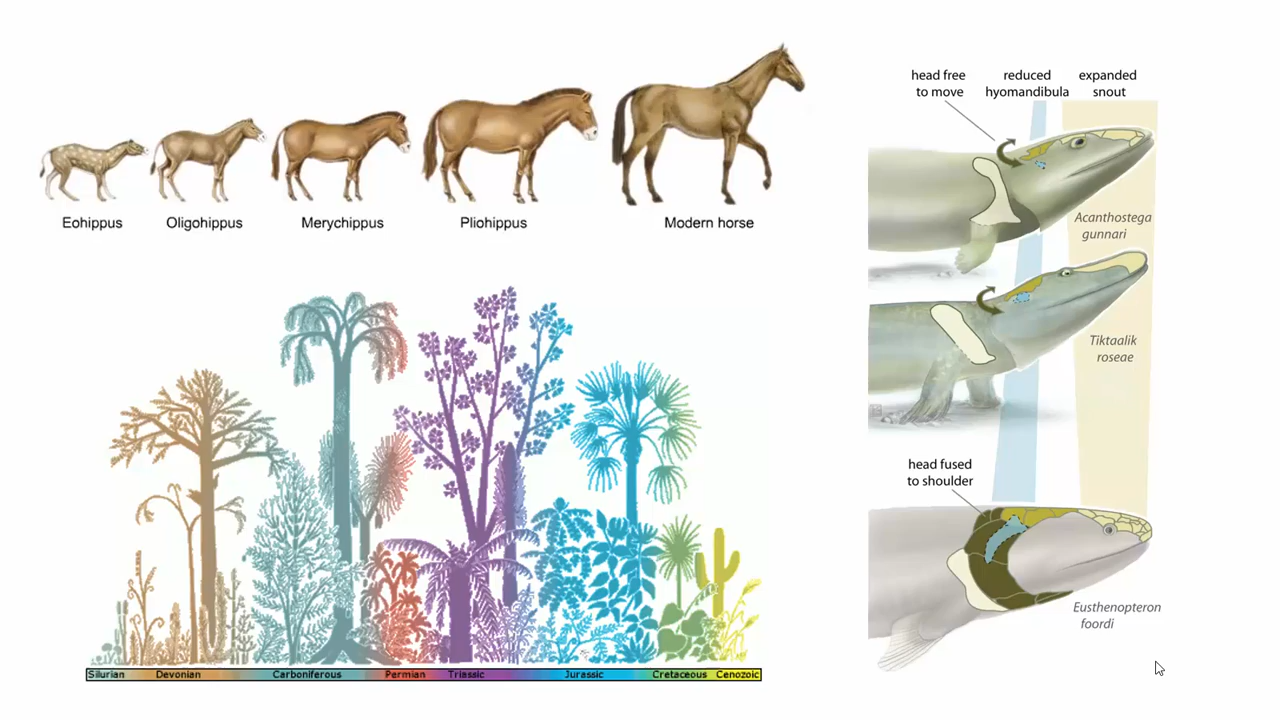 Eohippus
Oligohippus
Merychippus
Pliohippus
Modern horse
head free
to move
reduced
hyomandibula
expanded
snout
Acanthostega
gunnari
Tiktaalik
roseae
head fused
to shoulder
Eusthenopteron
foordi
Silurian
Devonian
Carboniferous
Permian
Triassic
Jurassic
Cretaceous
Cenozoic